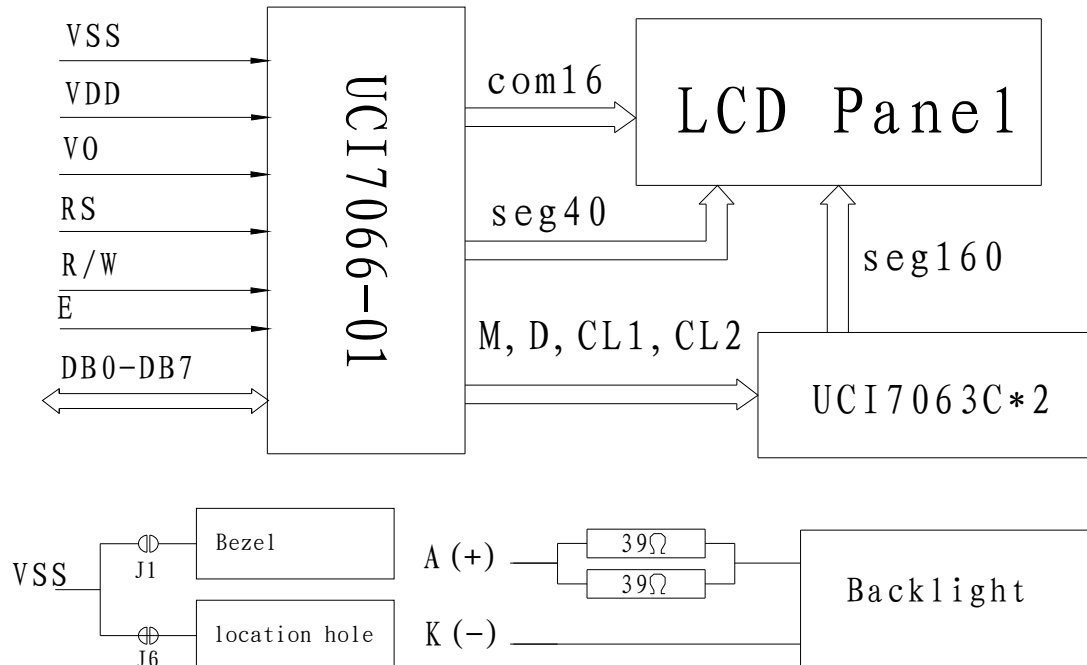 VSS
VDD
VO
RS
R/W
E
DB0-DB7
UCI7066-01
com16
seg40
M, D, CL1, CL2
LCD Panel
seg160
UCI7063C*2
VSS
J1
Bezel
J6
location hole
A(+)
39Ω
39Ω
K(-)
Backlight